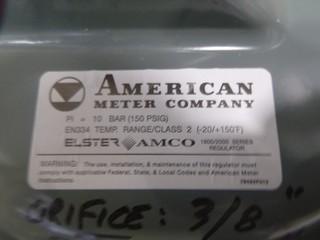 AMERICAN
METER COMPANY
PI = 10 BAR (150 PSIG)
EN334 TEMP. RANGE/CLASS 2 (-20/+150°F)
ELSTER AMCO 1800/2000 SERIES
REGULATOR
WARNING: The use, installation, & maintenance of this regulator must
comply with applicable Federal, State, & Local Codes and American Meter
Instructions.
ORIFICE: 3/8"